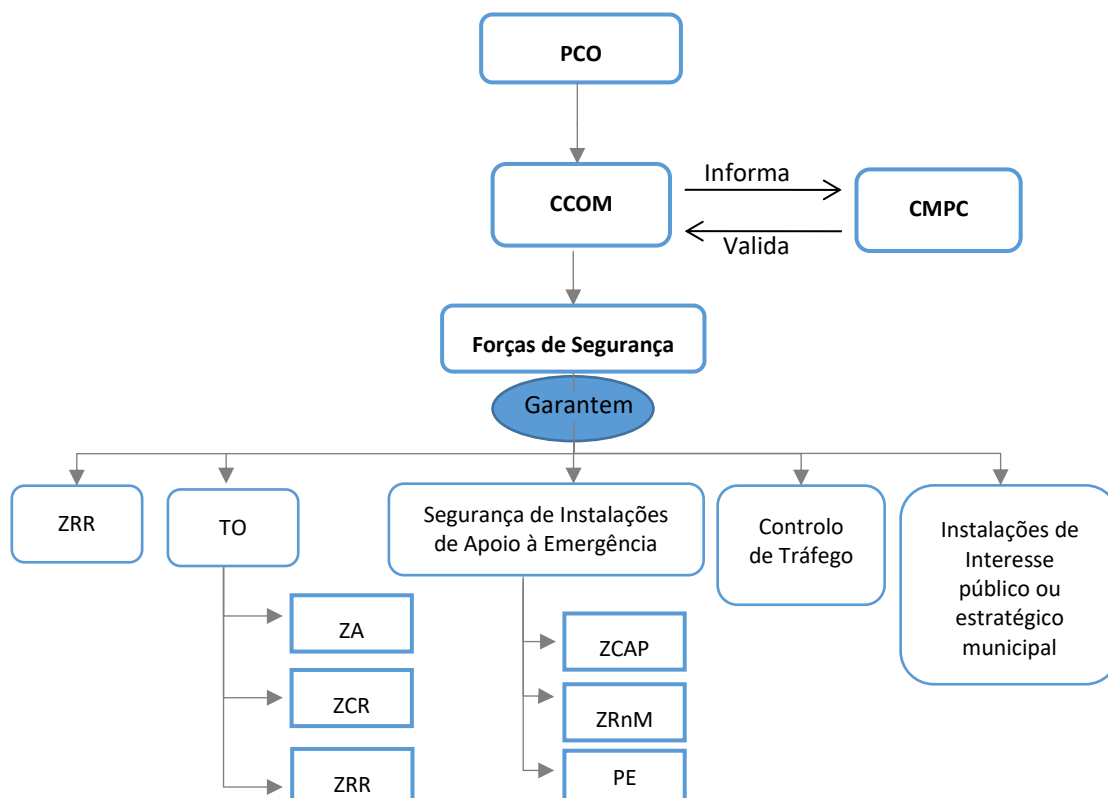 PCO
CCOM
Informa
Valida
CMPC
Forças de Segurança
Garantem
ZRR
TO
Segurança de Instalações
de Apoio à Emergência
Controlo
de Tráfego
Instalações de
Interesse
público ou
estratégico
municipal
ZA
ZCR
ZRR
ZCAP
ZRnM
PE